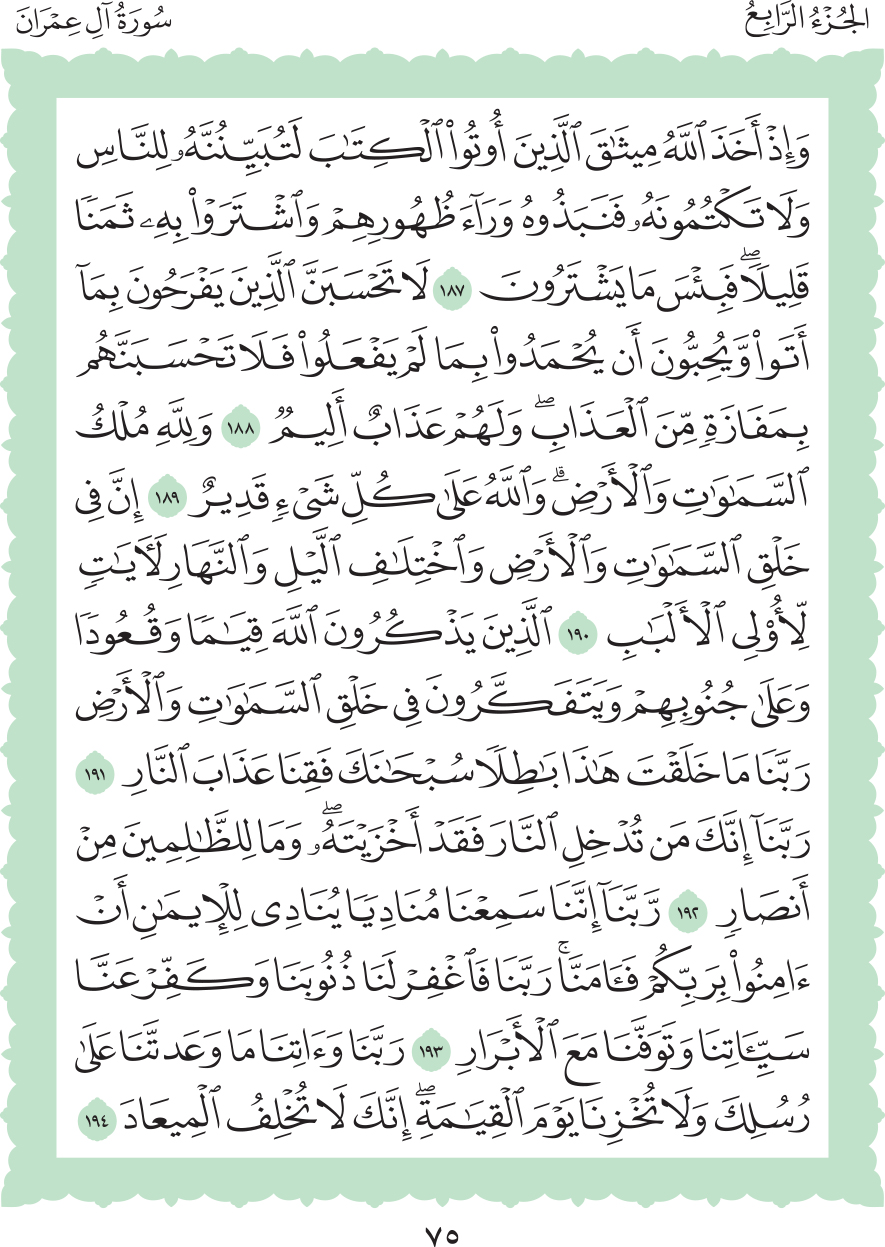 الجُزْءُ الرَّابِعُ
سُورَةُ آلِ عِمْرَانَ
وَإِذْ أَخَذَ ٱللَّهُ مِيثَٰقَ ٱلَّذِينَ أُوتُوا۟ ٱلْكِتَٰبَ لَتُبَيِّنُنَّهُۥ لِلنَّاسِ
وَلَا تَكْتُمُونَهُۥ فَنَبَذُوهُ وَرَآءَ ظُهُورِهِمْ وَٱشْتَرَوْا۟ بِهِۦ ثَمَنًا
قَلِيلًا ۖ فَبِئْسَ مَا يَشْتَرُونَ ١٨٧ لَا تَحْسَبَنَّ ٱلَّذِينَ يَفْرَحُونَ بِمَآ
أَتَوا۟ وَّيُحِبُّونَ أَن يُحْمَدُوا۟ بِمَا لَمْ يَفْعَلُوا۟ فَلَا تَحْسَبَنَّهُم
بِمَفَازَةٍ مِّنَ ٱلْعَذَابِ ۖ وَلَهُمْ عَذَابٌ أَلِيمٌ ١٨٨ وَلِلَّهِ مُلْكُ
ٱلسَّمَٰوَٰتِ وَٱلْأَرْضِ ۗ وَٱللَّهُ عَلَىٰ كُلِّ شَىْءٍ قَدِيرٌ ١٨٩ إِنَّ فِى
خَلْقِ ٱلسَّمَٰوَٰتِ وَٱلْأَرْضِ وَٱخْتِلَٰفِ ٱلَّيْلِ وَٱلنَّهَارِ لَـَٔايَٰتٍ
لِّأُو۟لِى ٱلْأَلْبَٰبِ ١٩٠ ٱلَّذِينَ يَذْكُرُونَ ٱللَّهَ قِيَٰمًا وَقُعُودًا
وَعَلَىٰ جُنُوبِهِمْ وَيَتَفَكَّرُونَ فِى خَلْقِ ٱلسَّمَٰوَٰتِ وَٱلْأَرْضِ
رَبَّنَا مَا خَلَقْتَ هَٰذَا بَٰطِلًا سُبْحَٰنَكَ فَقِنَا عَذَابَ ٱلنَّارِ ١٩١
رَبَّنَآ إِنَّكَ مَن تُدْخِلِ ٱلنَّارَ فَقَدْ أَخْزَيْتَهُۥ ۖ وَمَا لِلظَّٰلِمِينَ مِنْ
أَنصَارٍ ١٩٢ رَّبَّنَآ إِنَّنَا سَمِعْنَا مُنَادِيًا يُنَادِى لِلْإِيمَٰنِ أَنْ
ءَامِنُوا۟ بِرَبِّكُمْ فَـَٔامَنَّا ۚ رَبَّنَا فَٱغْفِرْ لَنَا ذُنُوبَنَا وَكَفِّرْ عَنَّا
سَيِّـَٔاتِنَا وَتَوَفَّنَا مَعَ ٱلْأَبْرَارِ ١٩٣ رَبَّنَا وَءَاتِنَا مَا وَعَدتَّنَا عَلَىٰ
رُسُلِكَ وَلَا تُخْزِنَا يَوْمَ ٱلْقِيَٰمَةِ ۖ إِنَّكَ لَا تُخْلِفُ ٱلْمِيعَادَ ١٩٤
٧٥